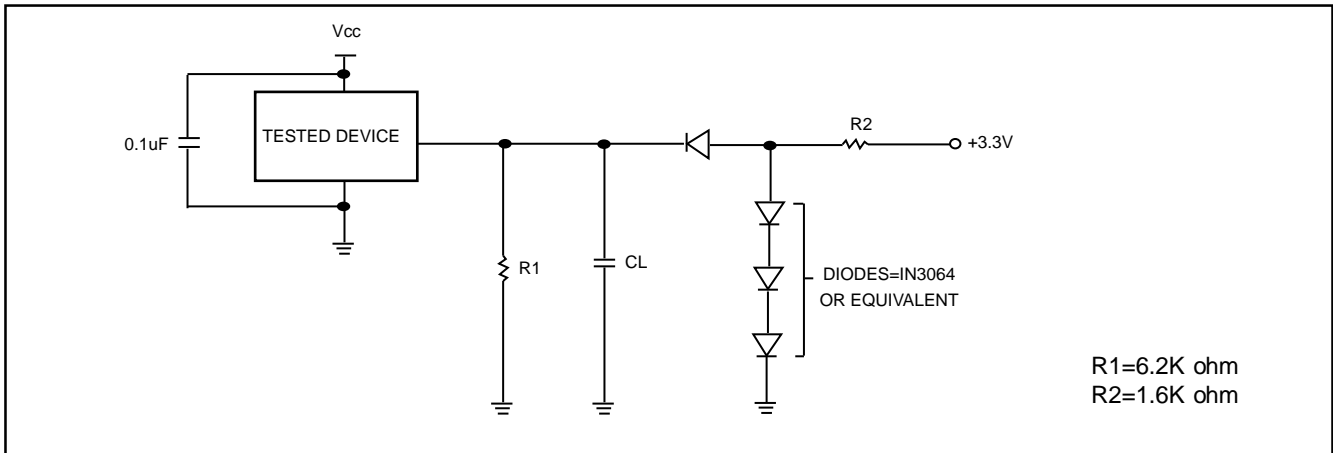 Vcc
0.1uF
TESTED DEVICE
R2
+3.3V
R1
CL
DIODES=IN3064
OR EQUIVALENT
R1=6.2K ohm
R2=1.6K ohm